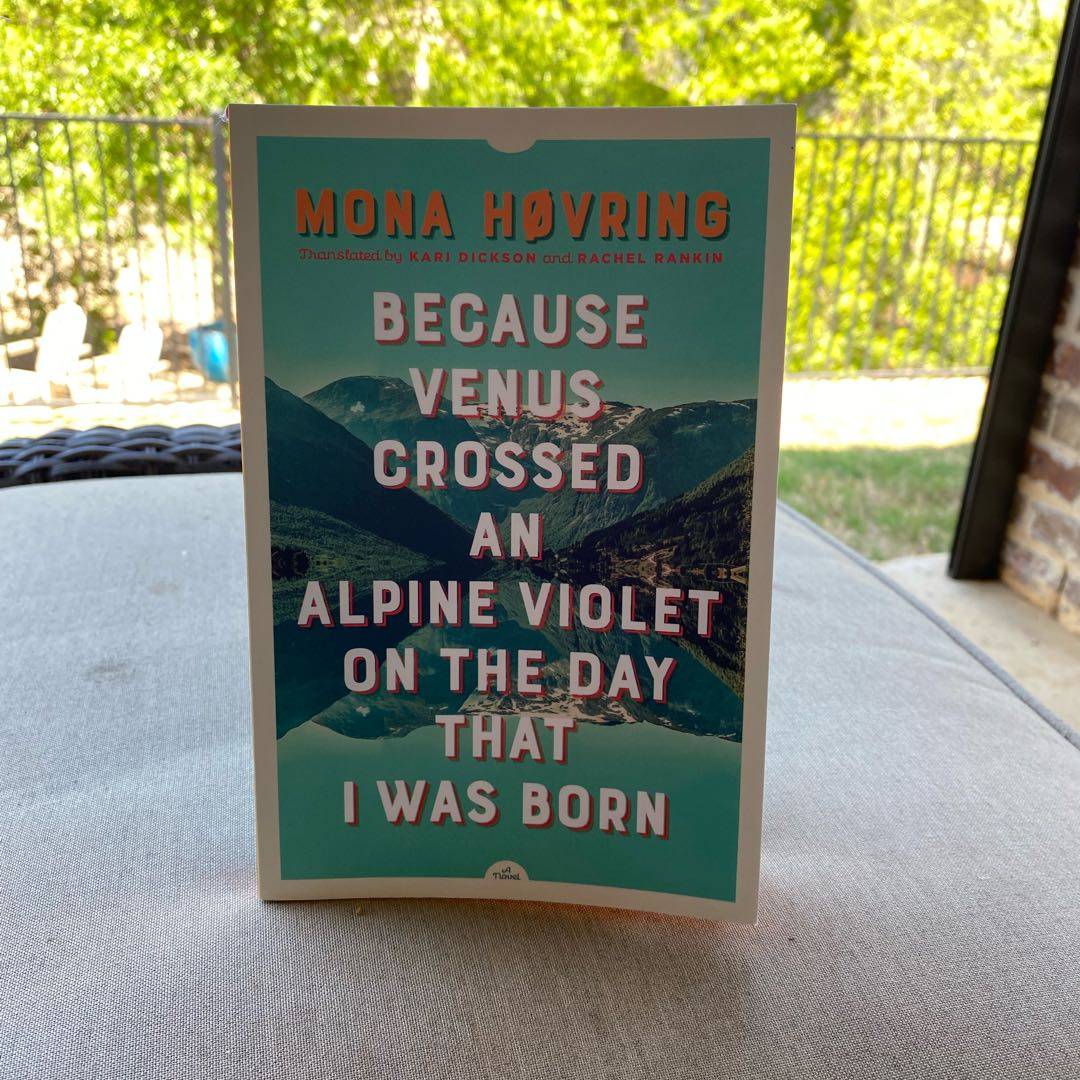 MONA HØVRING
Translated by KARI DICKSON and RACHEL RANKIN
BECAUSE
VENUS
CROSSED
AN
ALPINE VIOLET
ON THE DAY
THAT
I WAS BORN
A
Novel